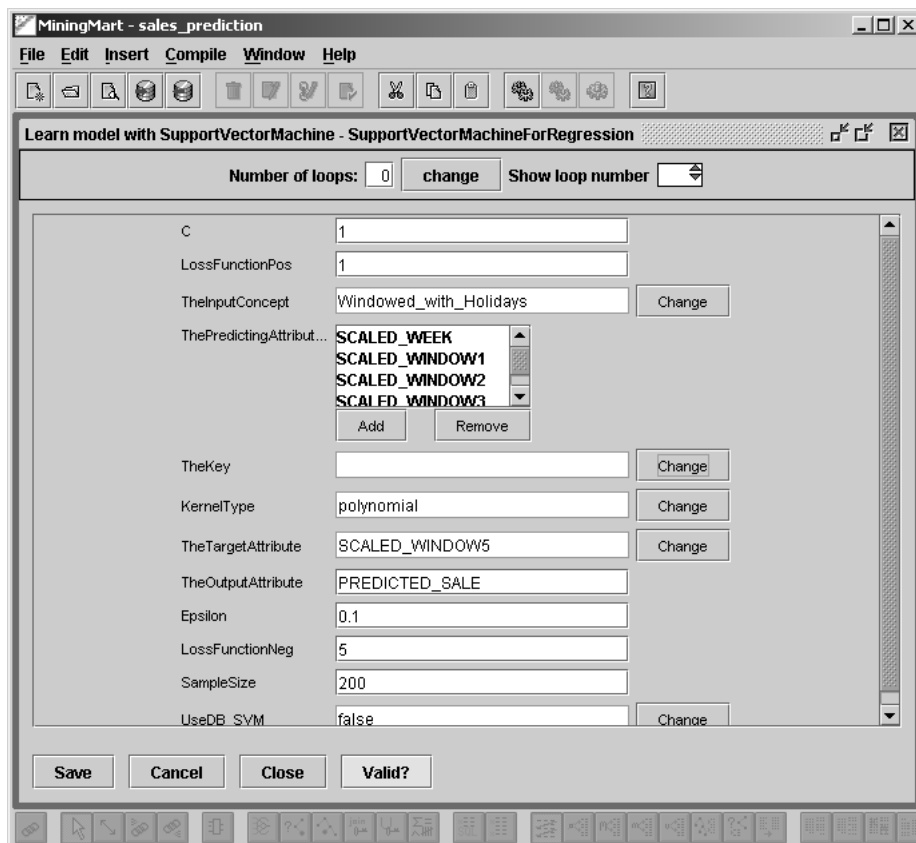 MiningMart - sales_prediction
File Edit Insert Compile Window Help
Learn model with SupportVectorMachine - SupportVectorMachineForRegression
Number of loops: 0 change Show loop number
C 1
LossFunctionPos 1
TheInputConcept Windowed_with_Holidays Change
ThePredictingAttribut... SCALED_WEEK
SCALED_WINDOW1
SCALED_WINDOW2
SCALED_WINDOW3
Add Remove
TheKey Change
KernelType polynomial Change
TheTargetAttribute SCALED_WINDOW5 Change
TheOutputAttribute PREDICTED_SALE
Epsilon 0.1
LossFunctionNeg 5
SampleSize 200
UseDB_SVM false Change
Save Cancel Close Valid?